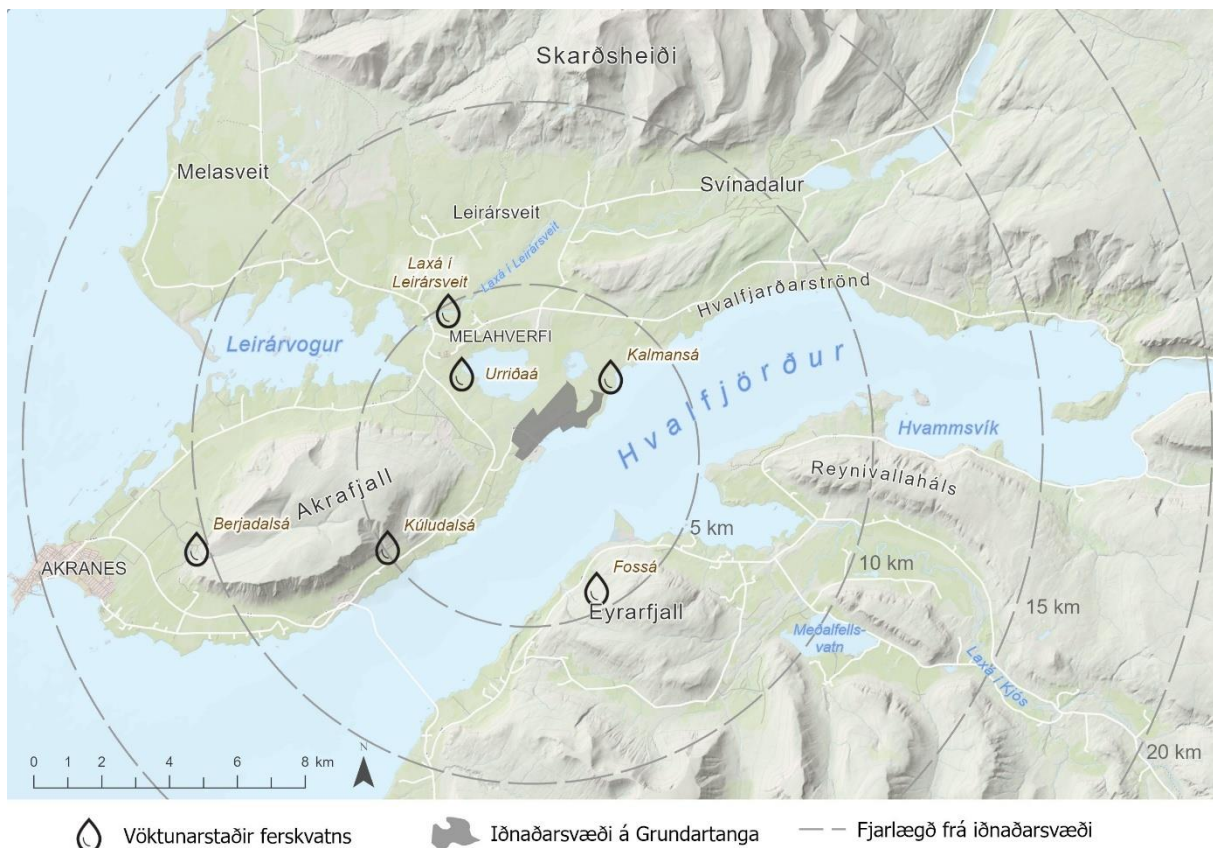 Skarðsheiði
Melasveit
Svínadalur
Leirársveit
Laxá í
Leirársveit
Laxá í Leirársveit
Hvalfjarðarströnd
Leirárvogur
MELAHVERFI
Urriðaá
Kalmansá
Hvalfjörður
Hvammsvík
Reynivallaháls
Akrafjall
Berjadalsá
Kúludalsá
AKRANES
5 km
Fossá
10 km
Eyrarfjall
15 km
Meðalfells-
vatn
Laxá í Kjós
20 km
N
0 1 2 4 6 8 km
Vöktunarstaðir ferskvatns
Iðnaðarsvæði á Grundartanga
Fjarlægð frá iðnaðarsvæði